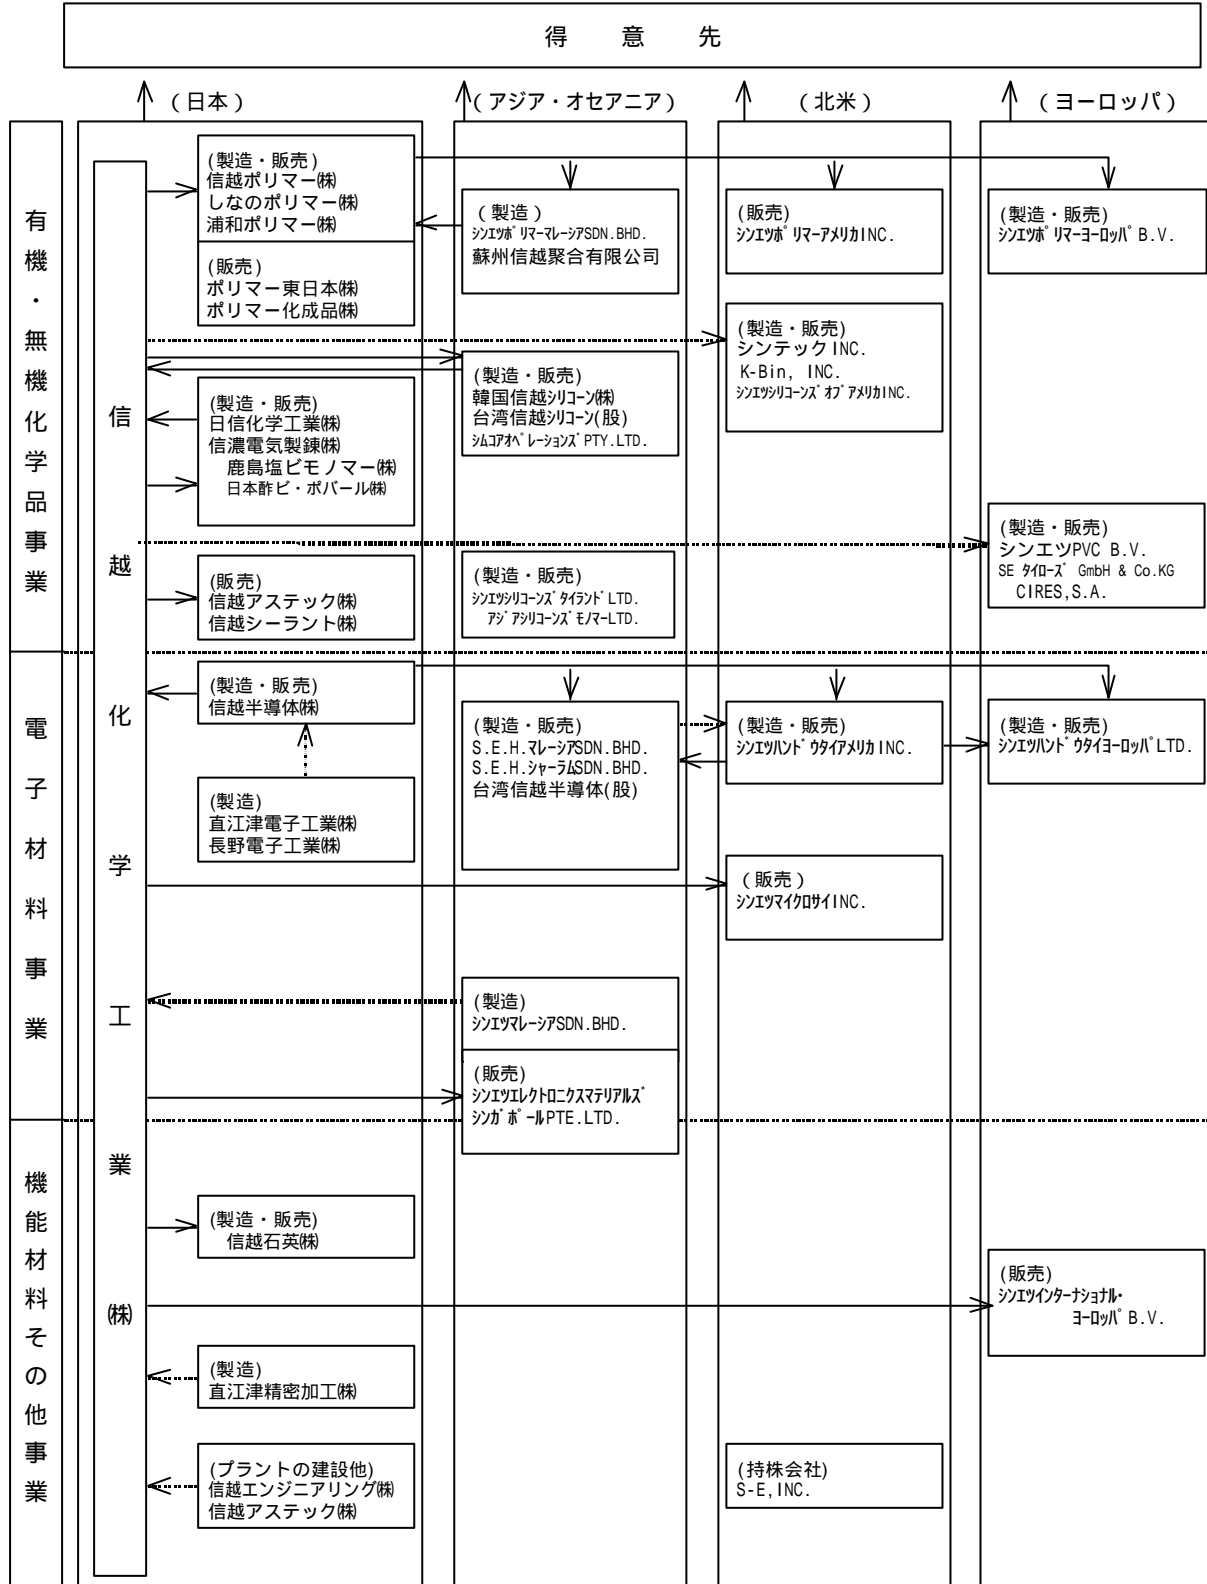 得 意 先
(日本)
(アジア・オセアニア)
(北米)
(ヨーロッパ)
有機・無機化学品事業
信越化学工業㈱
(製造・販売)
信越ポリマー㈱
しなのポリマー㈱
浦和ポリマー㈱
(販売)
ポリマー東日本㈱
ポリマー化成品㈱
(製造)
シンエツポリマーマレーシアSDN.BHD.
蘇州信越聚合有限公司
(販売)
シンエツポリマーアメリカINC.
(製造・販売)
シンエツポリマーヨーロッパB.V.
(製造・販売)
シンテックINC.
K-Bin, INC.
シンエツシリコーンズオブアメリカINC.
(製造・販売)
韓国信越シリコーン㈱
台湾信越シリコーン(股)
シムコアオペレーションズPTY.LTD.
(製造・販売)
日信化学工業㈱
信濃電気製錬㈱
鹿島塩ビモノマー㈱
日本酢ビ・ポバール㈱
(製造・販売)
シンエツPVC B.V.
SE タイローズ GmbH & Co.KG
CIRES,S.A.
(販売)
信越アステック㈱
信越シーラント㈱
(製造・販売)
シンエツシリコーンズタイランドLTD.
アジアシリコーンズモノマーLTD.
電子材料事業
(製造・販売)
信越半導体㈱
(製造)
直江津電子工業㈱
長野電子工業㈱
(製造・販売)
S.E.H.マレーシアSDN.BHD.
S.E.H.シャーラムSDN.BHD.
台湾信越半導体(股)
(製造・販売)
シンエツハンドウタイアメリカINC.
(製造・販売)
シンエツハンドウタイヨーロッパLTD.
(販売)
シンエツマイクロサイINC.
(製造)
シンエツマレーシアSDN.BHD.
(販売)
シンエツエレクトロニクスマテリアルズ
シンガポールPTE.LTD.
機能材料その他事業
(製造・販売)
信越石英㈱
(販売)
シンエツインターナショナル・
ヨーロッパB.V.
(製造)
直江津精密加工㈱
(プラントの建設他)
信越エンジニアリング㈱
信越アステック㈱
(持株会社)
S-E,INC.